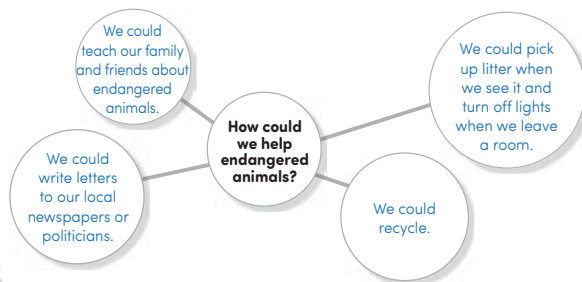 We could
teach our family
and friends about
endangered
animals.
We could pick
up litter when
we see it and
turn off lights
when we leave
a room.
How could
we help
endangered
animals?
We could
write letters
to our local
newspapers or
politicians.
We could
recycle.